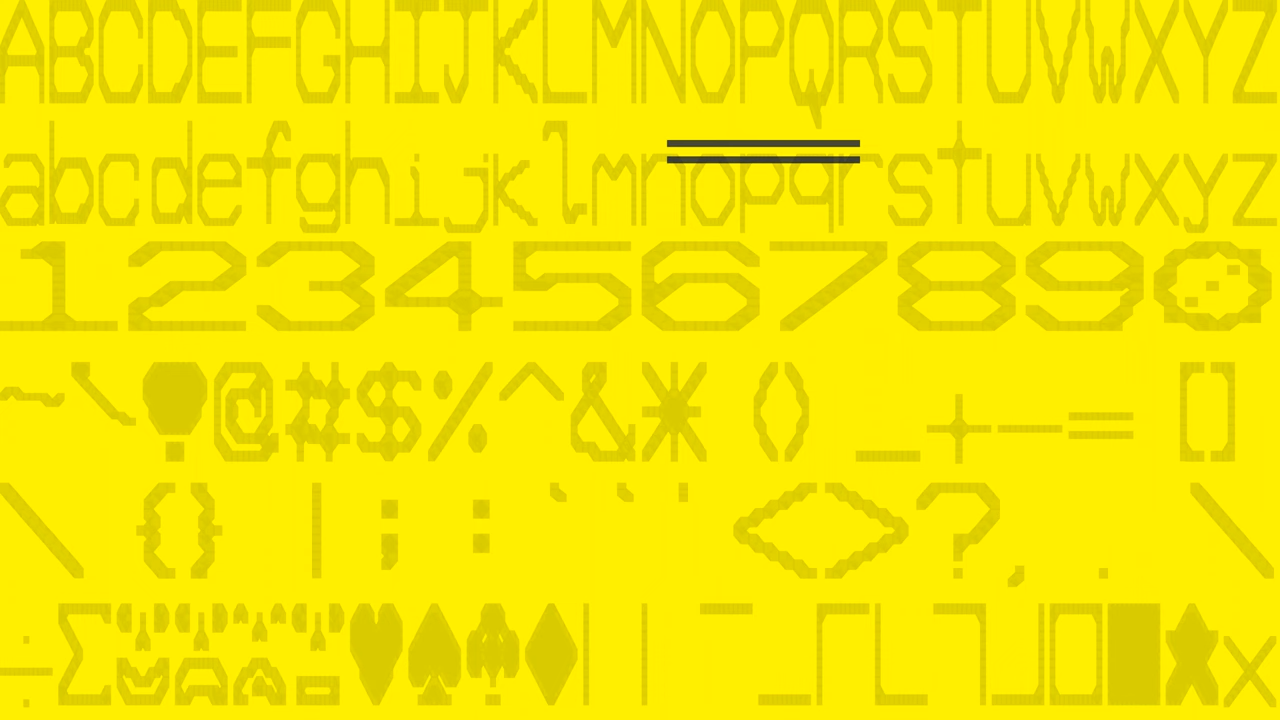 ABCDEFGHIJKLMNOPQRSTUVWXYZ
abcdefghijklmnopqrstuvwxyz
1234567890
~`!@#$%^&* () _+-= []
\ {} | ; : <>? , . \
÷Σ ♥♠♣♦ x